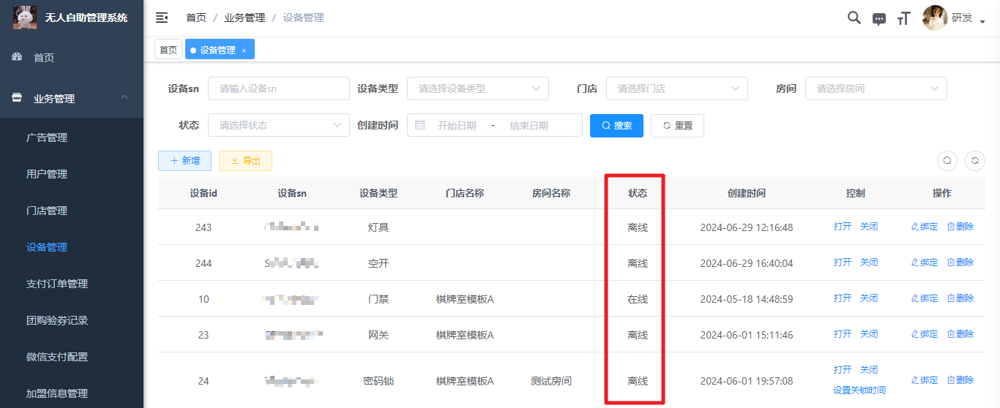 无人自助管理系统
首页 / 业务管理 / 设备管理
研发
首页
设备管理 ×
首页
业务管理
广告管理
用户管理
门店管理
设备管理
支付订单管理
团购验券记录
微信支付配置
加盟信息管理
设备sn 请输入设备sn 设备类型 请选择设备类型 门店 请选择门店 房间 请选择房间
状态 请选择状态 创建时间 开始日期 - 结束日期 搜索 重置
新增 导出
设备id 设备sn 设备类型 门店名称 房间名称 状态 创建时间 控制 操作
243 灯具 离线 2024-06-29 12:16:48 打开 关闭 绑定 删除
244 空开 离线 2024-06-29 16:40:04 打开 关闭 绑定 删除
10 门禁 棋牌室模板A 在线 2024-05-18 14:48:59 打开 关闭 绑定 删除
23 网关 棋牌室模板A 离线 2024-06-01 15:11:46 打开 关闭 绑定 删除
24 密码锁 棋牌室模板A 测试房间 离线 2024-06-01 19:57:08 打开 关闭 绑定 删除
设置关锁时间